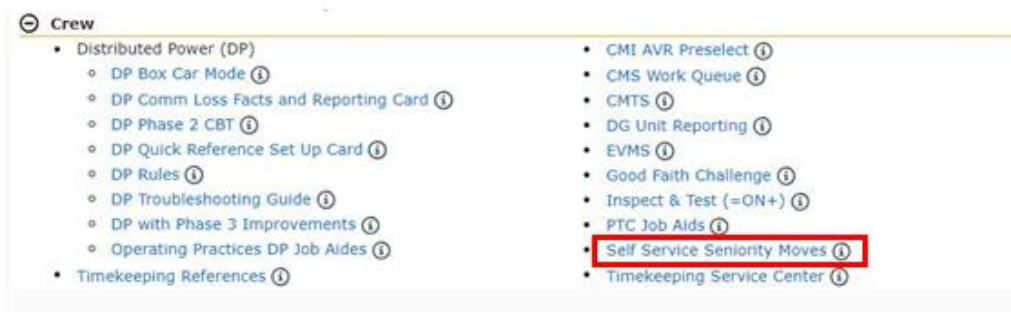 Crew
Distributed Power (DP)
DP Box Car Mode
DP Comm Loss Facts and Reporting Card
DP Phase 2 CBT
DP Quick Reference Set Up Card
DP Rules
DP Troubleshooting Guide
DP with Phase 3 Improvements
Operating Practices DP Job Aides
Timekeeping References
CMI AVR Preselect
CMS Work Queue
CMTS
DG Unit Reporting
EVMS
Good Faith Challenge
Inspect & Test (=ON+)
PTC Job Aids
Self Service Seniority Moves
Timekeeping Service Center